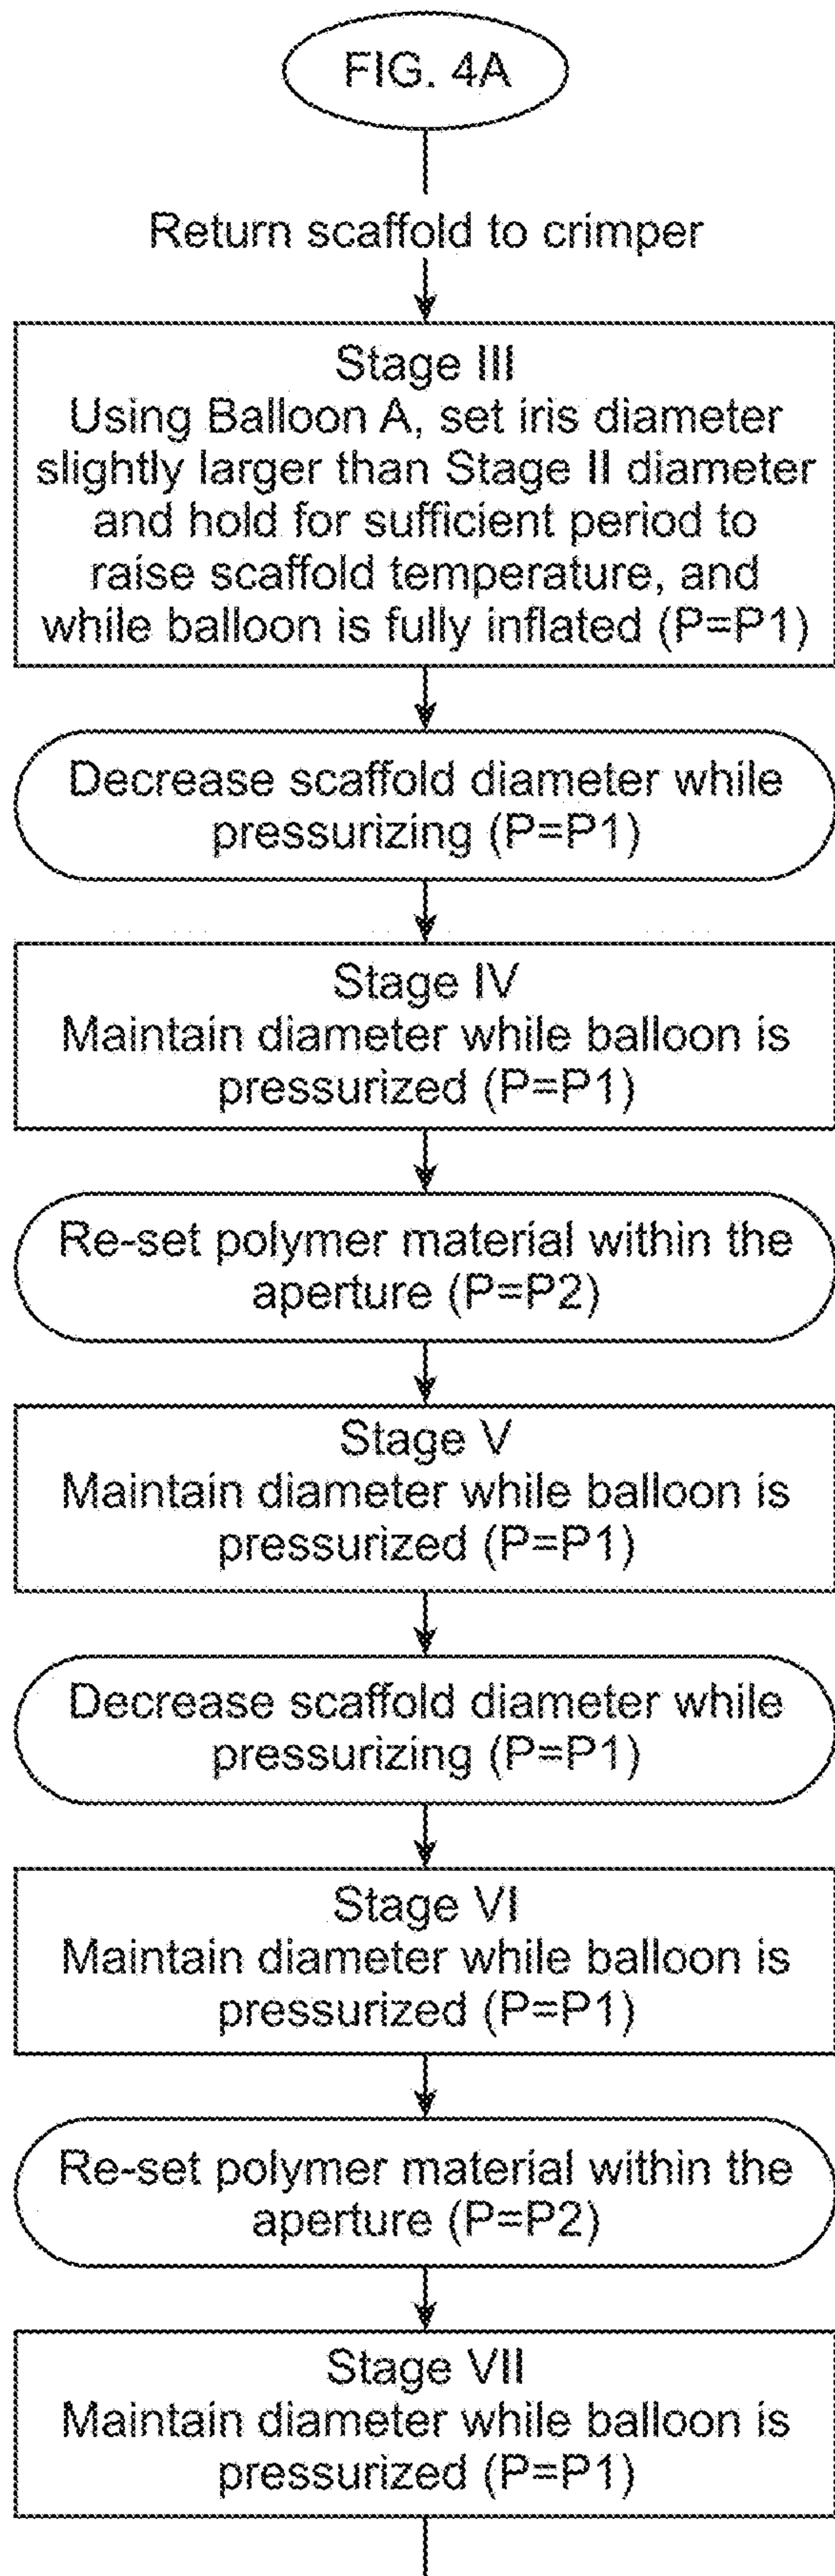 FIG. 4A
Return scaffold to crimper
Stage III
Using Balloon A, set iris diameter
slightly larger than Stage II diameter
and hold for sufficient period to
raise scaffold temperature, and
while balloon is fully inflated (P=P1)
Decrease scaffold diameter while
pressurizing (P=P1)
Stage IV
Maintain diameter while balloon is
pressurized (P=P1)
Re-set polymer material within the
aperture (P=P2)
Stage V
Maintain diameter while balloon is
pressurized (P=P1)
Decrease scaffold diameter while
pressurizing (P=P1)
Stage VI
Maintain diameter while balloon is
pressurized (P=P1)
Re-set polymer material within the
aperture (P=P2)
Stage VII
Maintain diameter while balloon is
pressurized (P=P1)